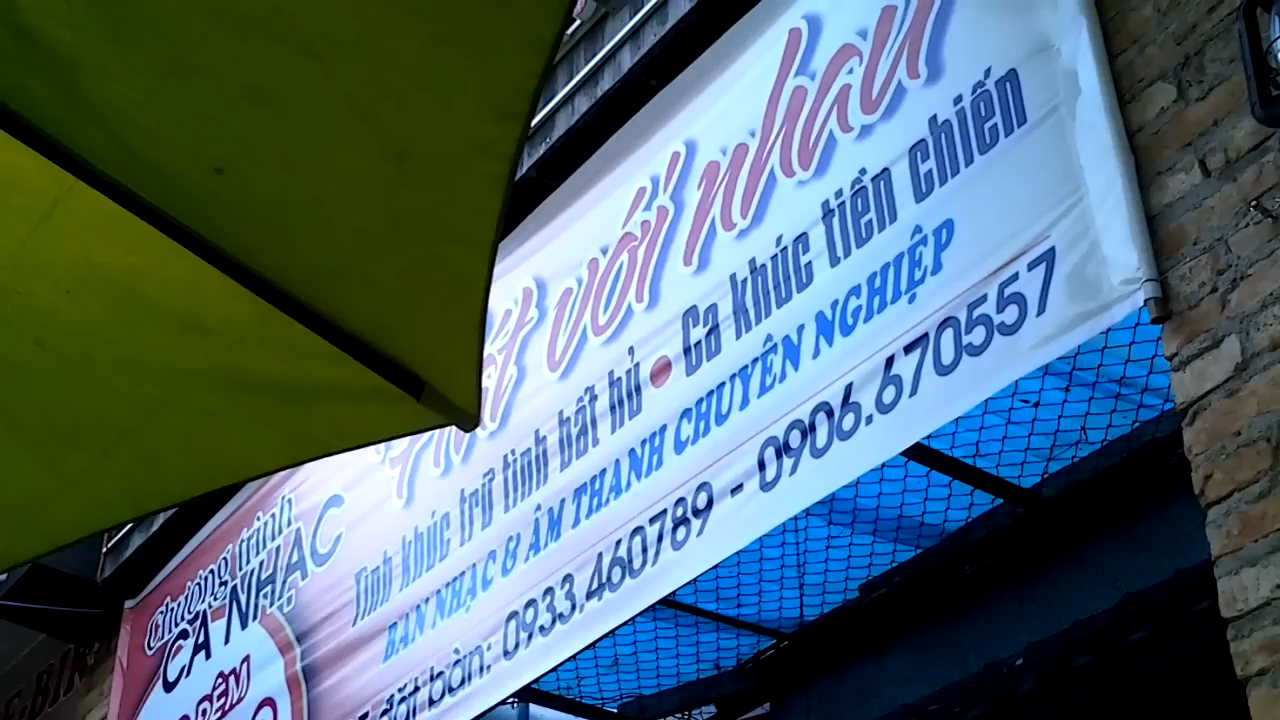 với nhau
Tình khúc trữ tình bất hủ • Ca khúc tiền chiến
BAN NHẠC & ÂM THANH CHUYÊN NGHIỆP
đặt bàn: 0933.460789 - 0906.670557
Chương trình
CA NHẠC
ĐÊM